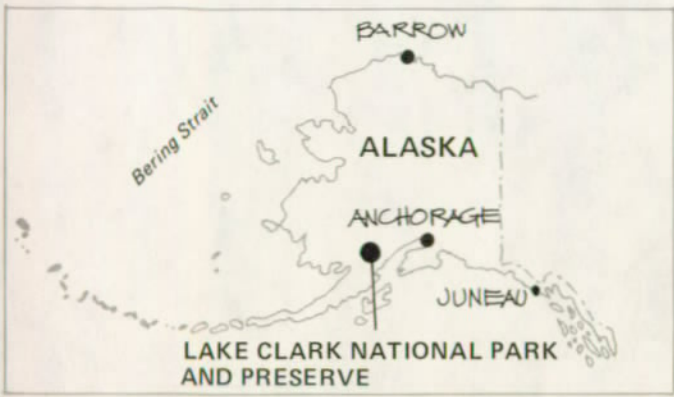 BARROW
Bering Strait
ALASKA
ANCHORAGE
JUNEAU
LAKE CLARK NATIONAL PARK
AND PRESERVE